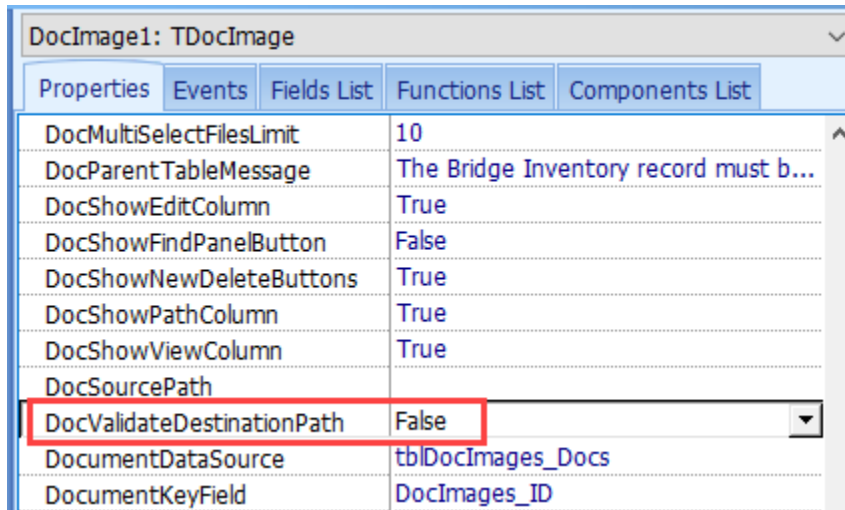 DocImage1: TDocImage
Properties Events Fields List Functions List Components List
DocMultiSelectFilesLimit 10
DocParentTableMessage The Bridge Inventory record must b...
DocShowEditColumn True
DocShowFindPanelButton False
DocShowNewDeleteButtons True
DocShowPathColumn True
DocShowViewColumn True
DocSourcePath
DocValidateDestinationPath False
DocumentDataSource tblDocImages_Docs
DocumentKeyField DocImages_ID